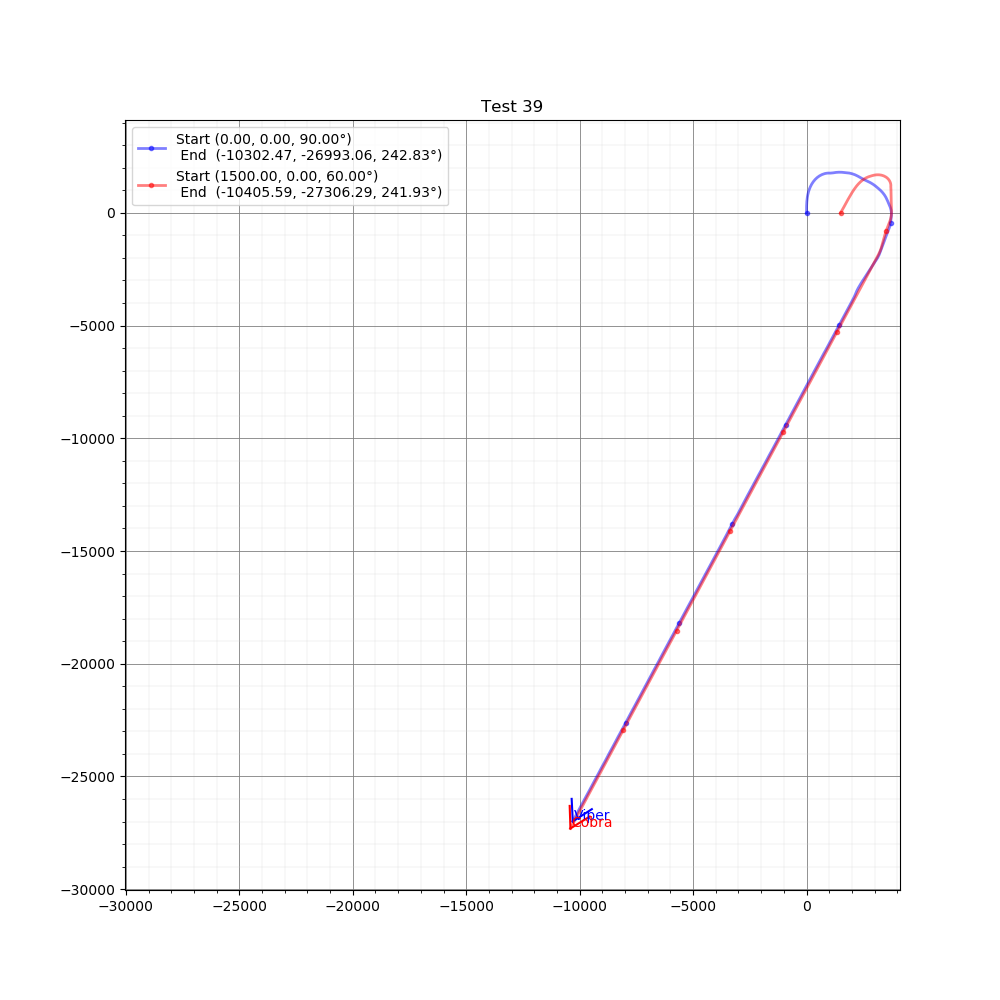 Test 39
Start (0.00, 0.00, 90.00°)
End  (-10302.47, -26993.06, 242.83°)
Start (1500.00, 0.00, 60.00°)
End  (-10405.59, -27306.29, 241.93°)
0
−5000
−10000
−15000
−20000
−25000
−30000
Viper
Cobra
−30000 −25000 −20000 −15000 −10000 −5000 0